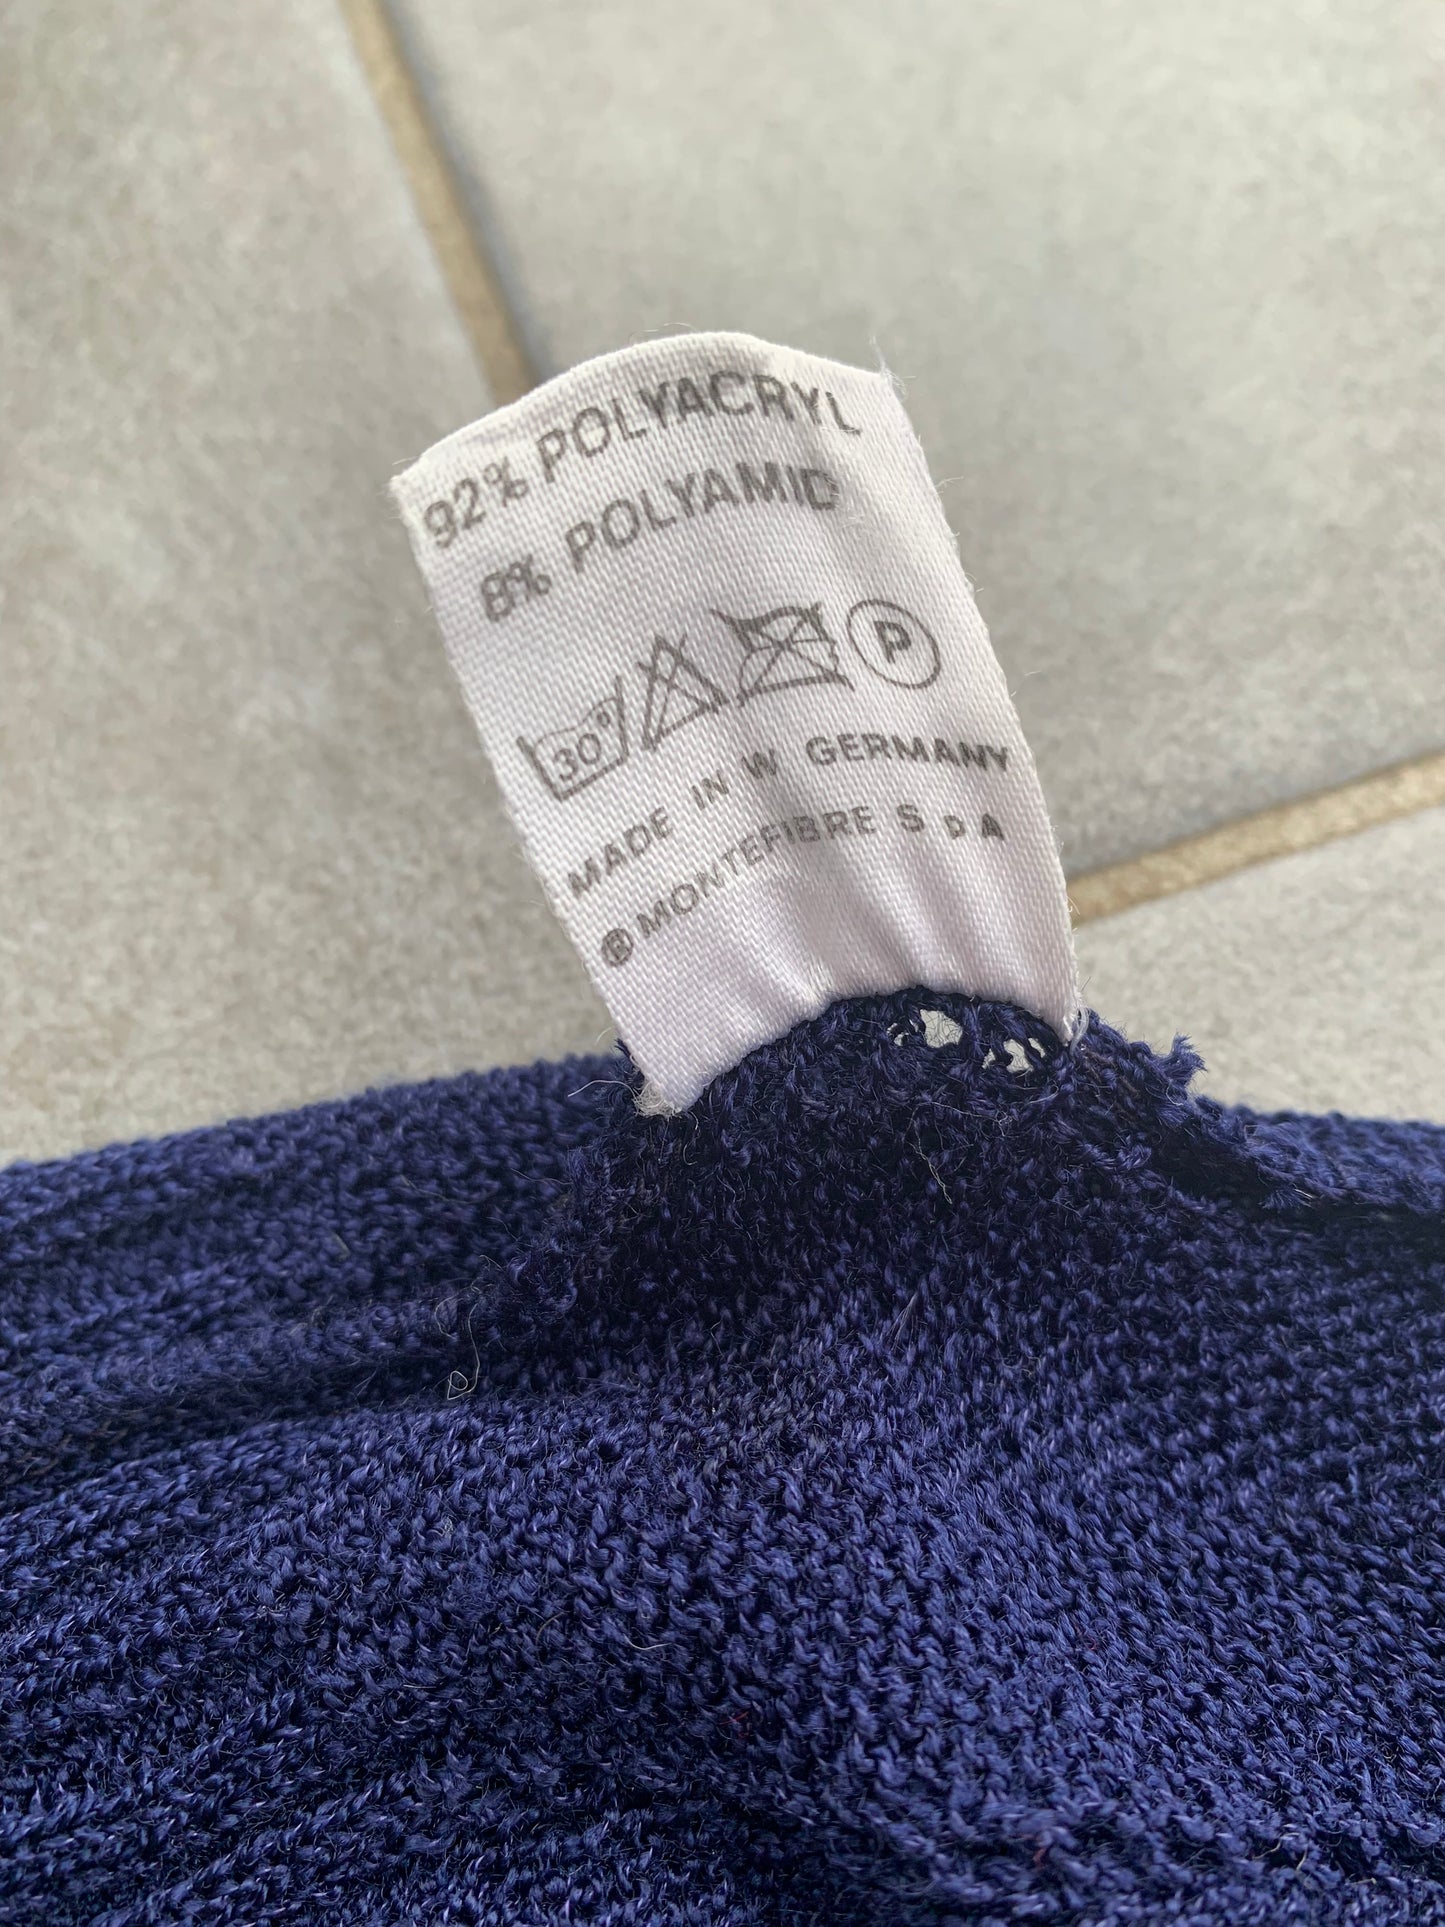 92% POLYACRYL
8% POLYAMID
30° P
MADE IN W GERMANY
® MONTEFIBRE S p A